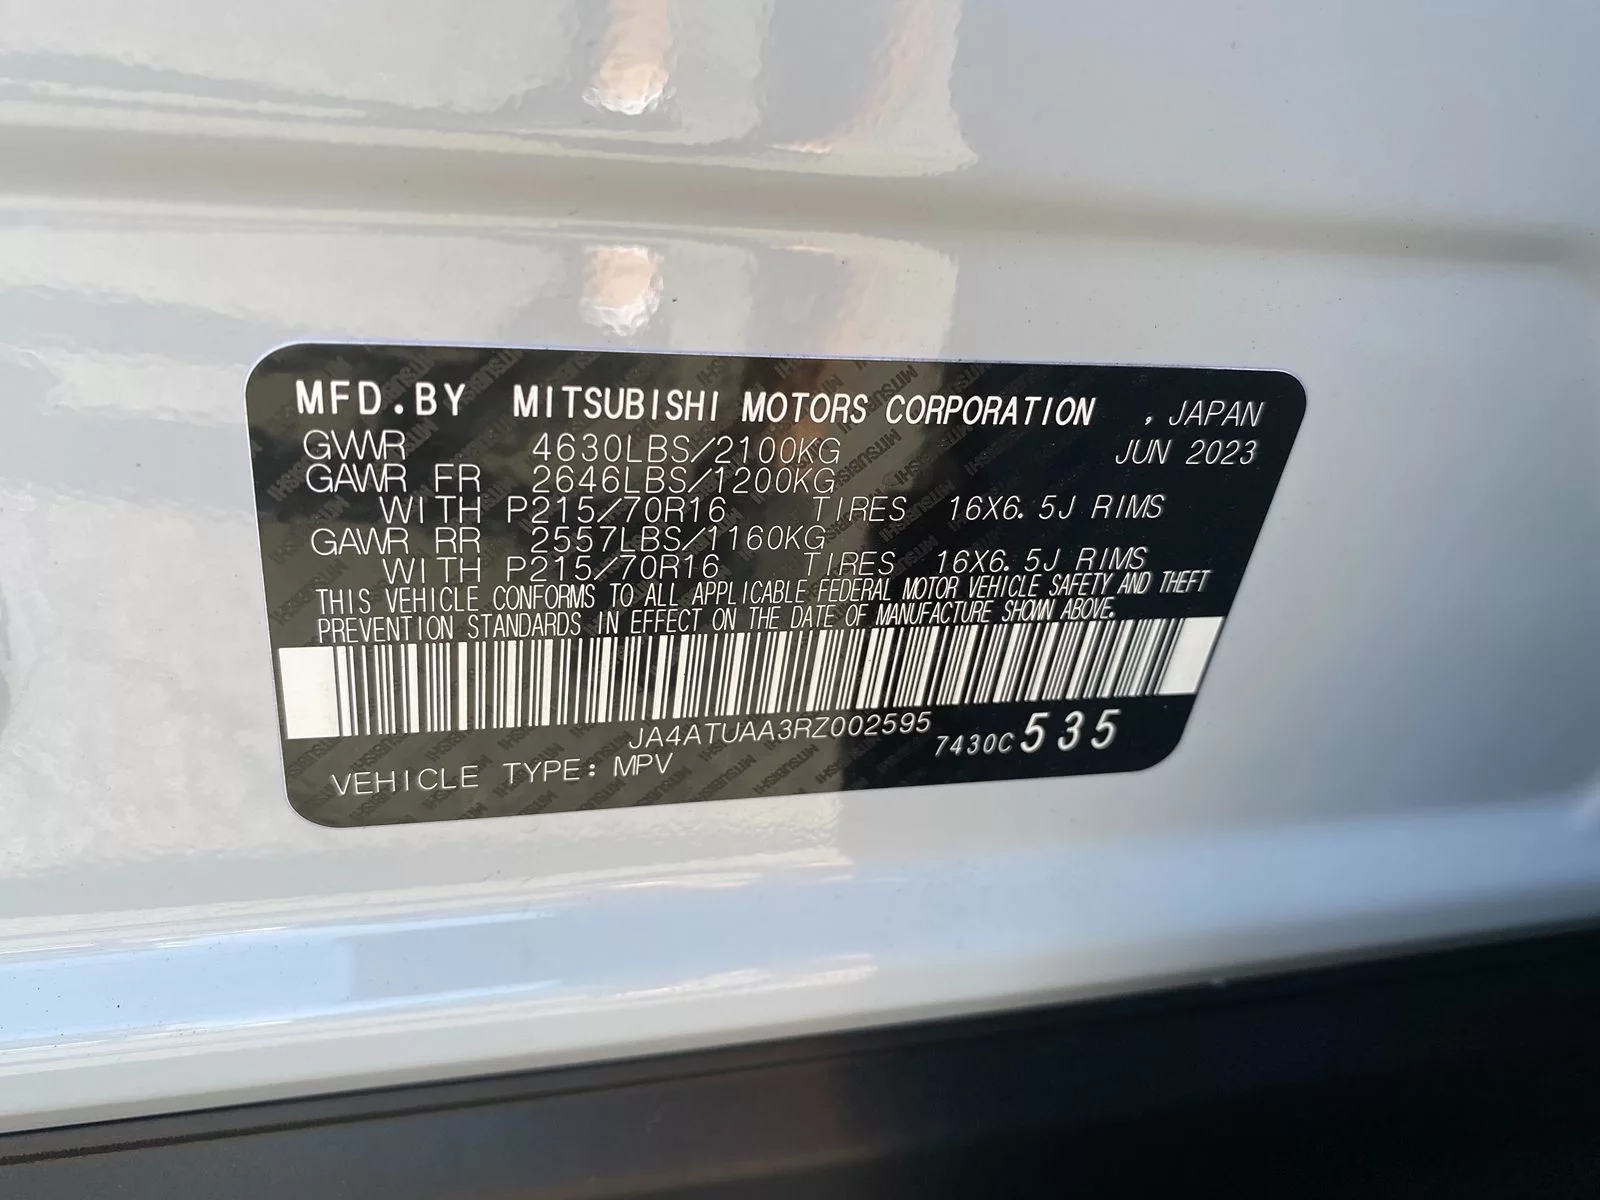 MFD.BY MITSUBISHI MOTORS CORPORATION , JAPAN
GVWR 4630LBS/2100KG JUN 2023
GAWR FR 2646LBS/1200KG
WITH P215/70R16 TIRES 16X6.5J RIMS
GAWR RR 2557LBS/1160KG
WITH P215/70R16 TIRES 16X6.5J RIMS
THIS VEHICLE CONFORMS TO ALL APPLICABLE FEDERAL MOTOR VEHICLE SAFETY AND THEFT
PREVENTION STANDARDS IN EFFECT ON THE DATE OF MANUFACTURE SHOWN ABOVE.
JA4ATUAA3RZ002595 7430C535
VEHICLE TYPE: MPV